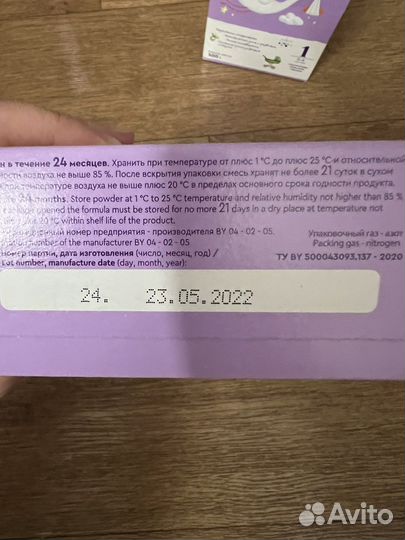 1
н в течение 24 месяцев. Хранить при температуре от плюс 1 °C до плюс 25 °C и относительной
ности воздуха не выше 85 %. После вскрытия упаковки смесь хранят не более 21 суток в сухом
при температуре воздуха не выше плюс 20 °C в пределах основного срока годности продукта.
24 months. Store powder at 1 °C to 25 °C temperature and relative humidity not higher than 85 %
package opened the formula must be stored for no more 21 days in a dry place at temperature not
20 °C within shelf life of the product.
номер предприятия - производителя BY 04 - 02 - 05.
number of the manufacturer BY 04 - 02 - 05
Упаковочный газ - азот
Packing gas - nitrogen
Номер партии, дата изготовления (число, месяц, год) /
Lot number, manufacture date (day, month, year):
ТУ BY 500043093.137 - 2020
24. 23.05.2022
Avito